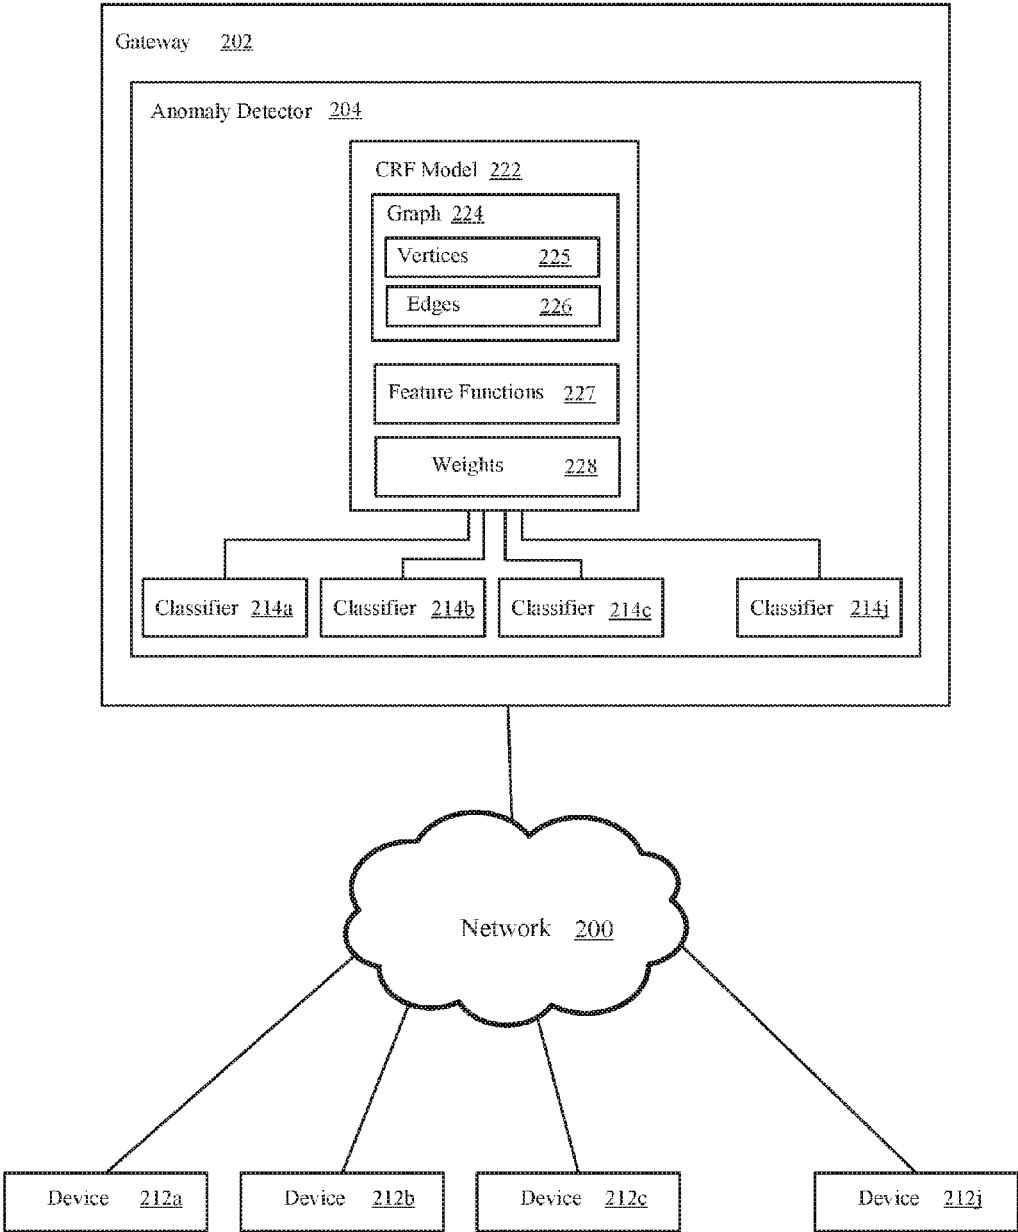 Gateway 202
Anomaly Detector 204
CRF Model 222
Graph 224
Vertices 225
Edges 226
Feature Functions 227
Weights 228
Classifier 214a
Classifier 214b
Classifier 214c
Classifier 214j
Network 200
Device 212a
Device 212b
Device 212c
Device 212j